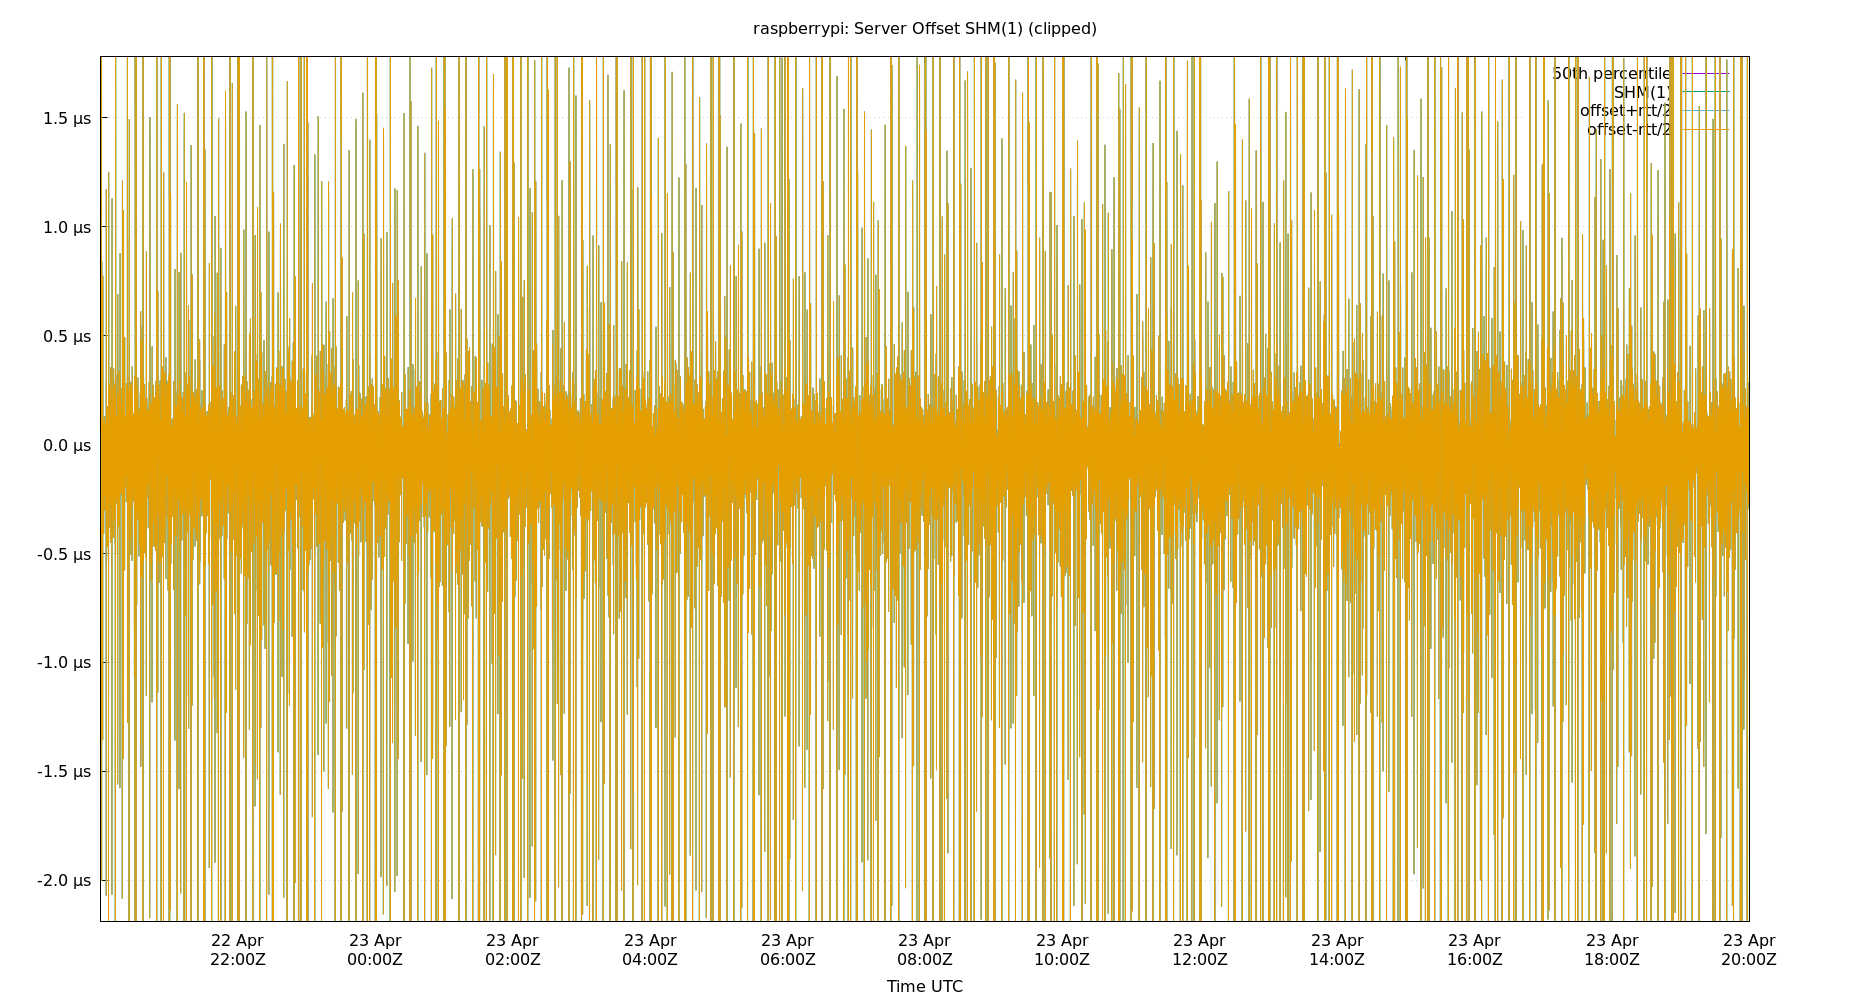 raspberrypi: Server Offset SHM(1) (clipped)
50th percentile
SHM(1)
offset+rtt/2
offset-rtt/2
1.5 µs
1.0 µs
0.5 µs
0.0 µs
-0.5 µs
-1.0 µs
-1.5 µs
-2.0 µs
22 Apr 23 Apr 23 Apr 23 Apr 23 Apr 23 Apr 23 Apr 23 Apr 23 Apr 23 Apr 23 Apr 23 Apr
22:00Z 00:00Z 02:00Z 04:00Z 06:00Z 08:00Z 10:00Z 12:00Z 14:00Z 16:00Z 18:00Z 20:00Z
Time UTC